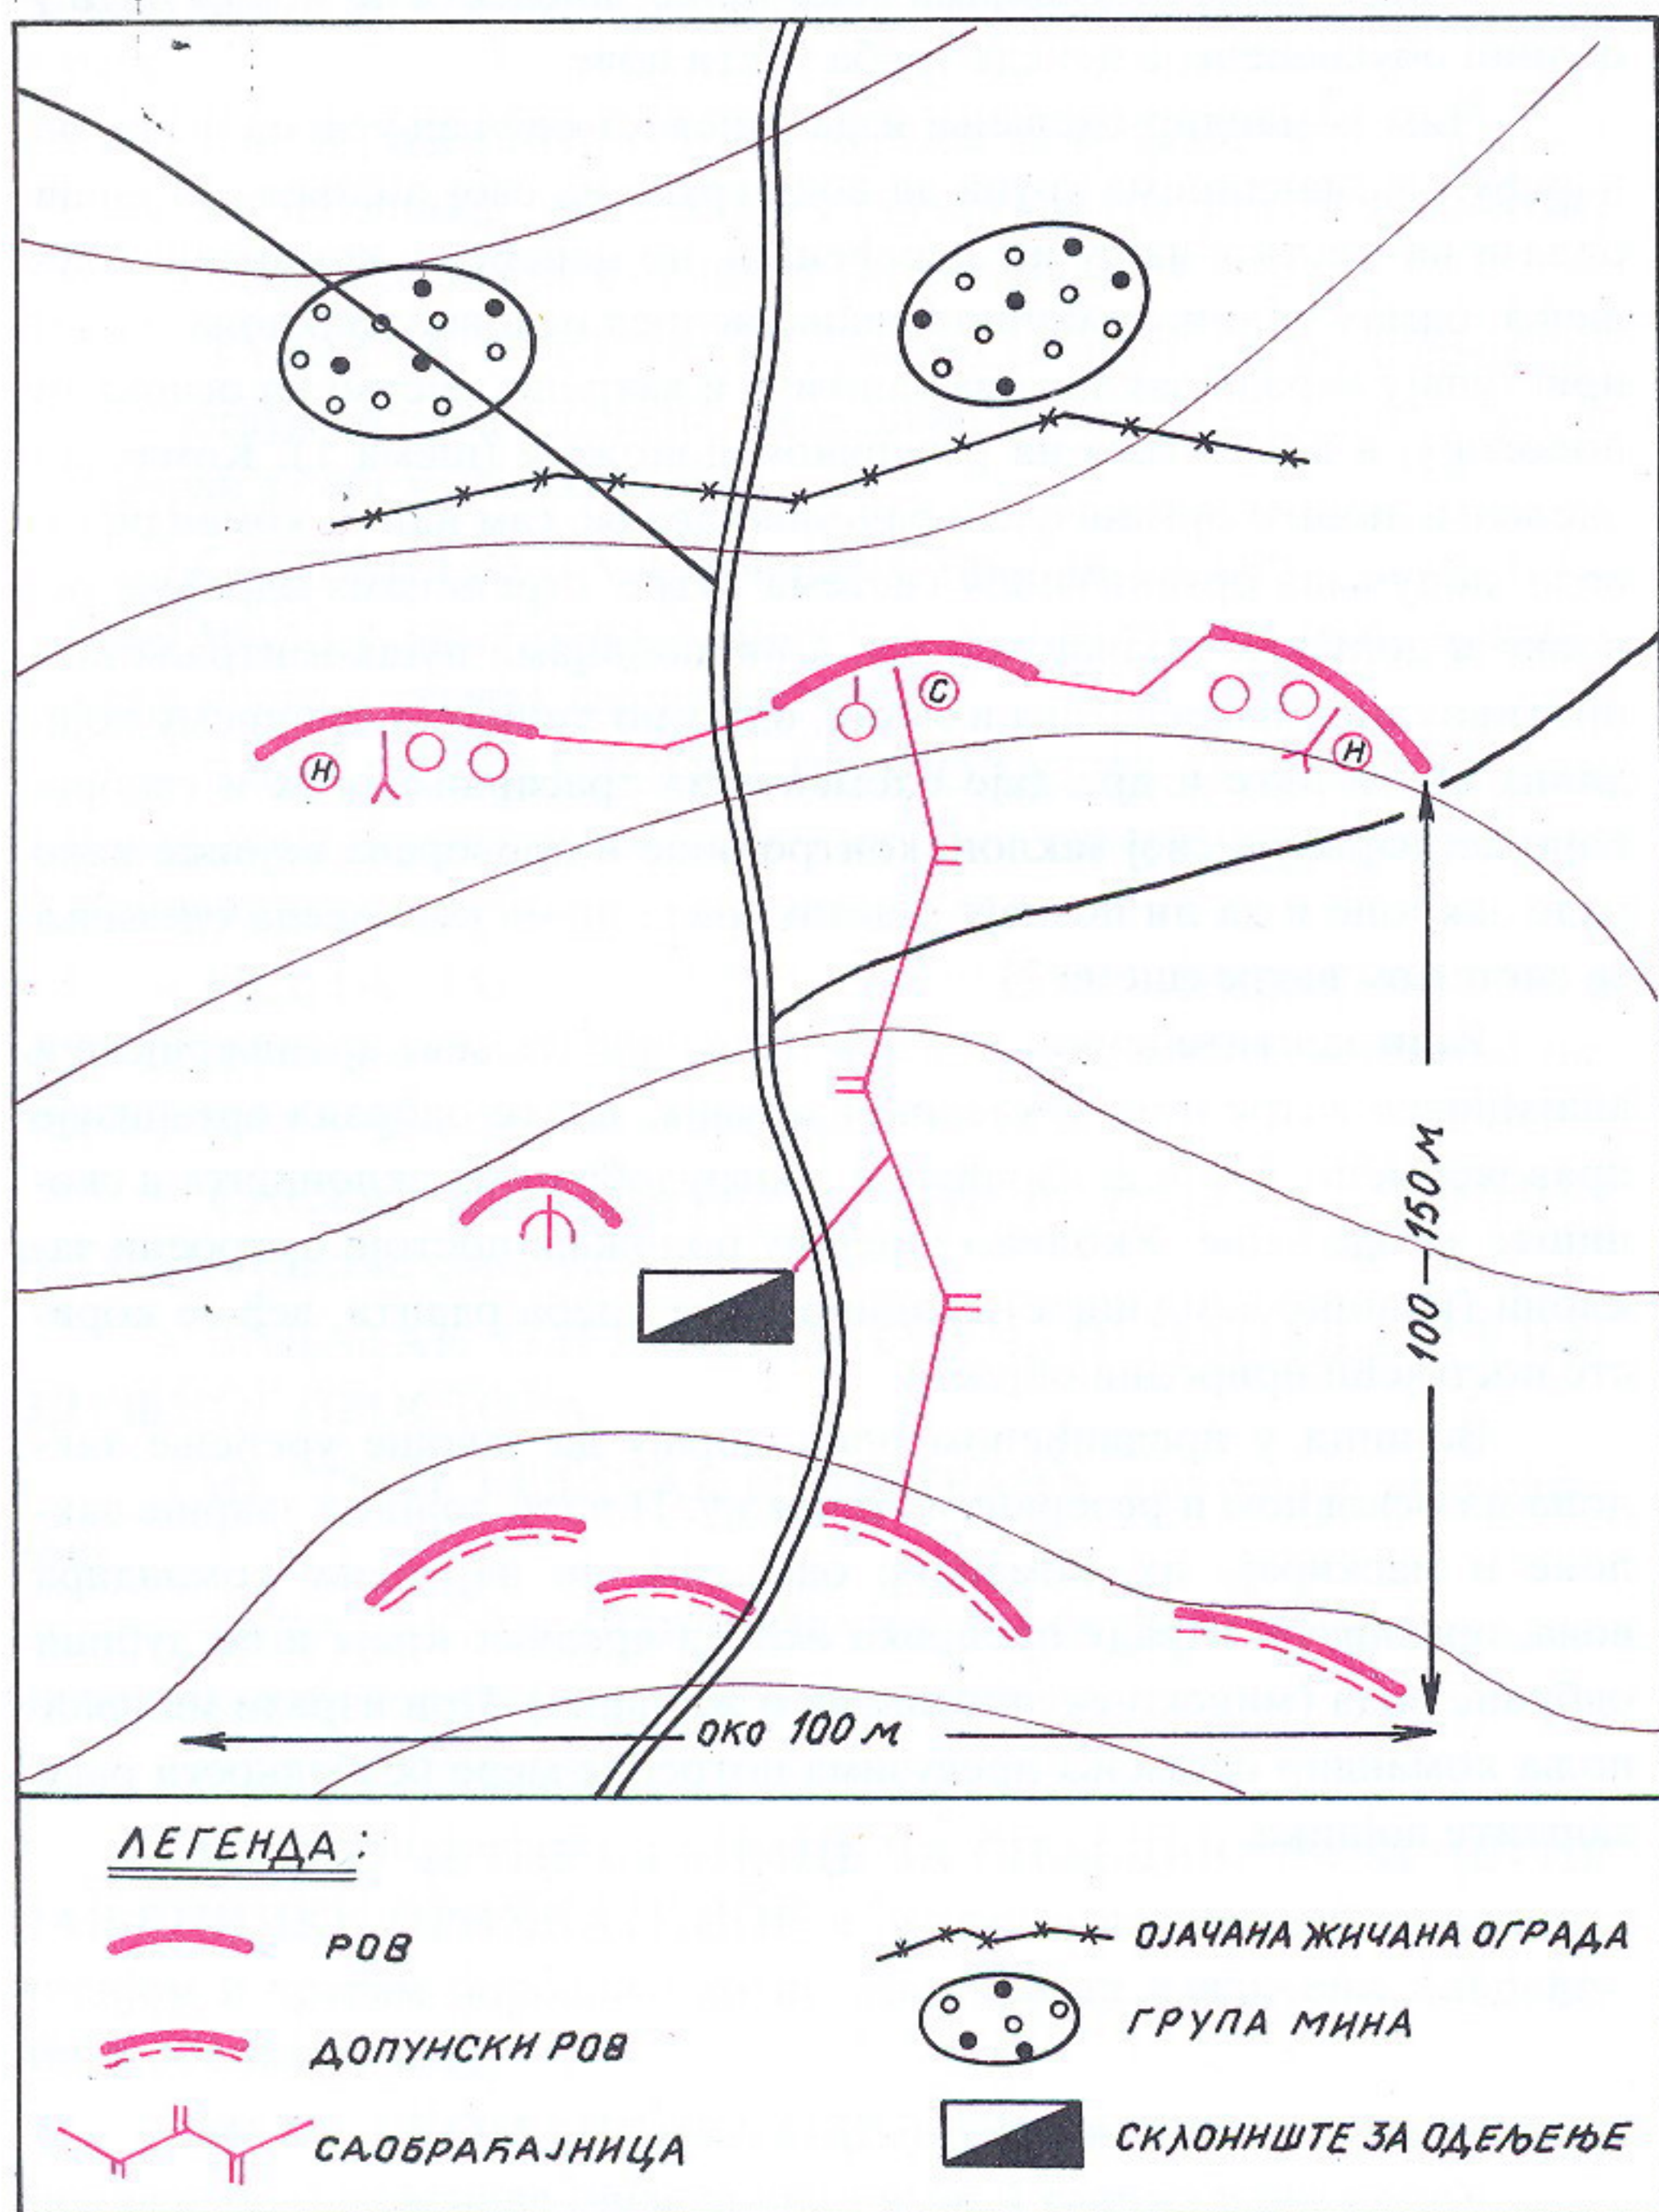 С
Н
Н
100–150 м
око 100 м
ЛЕГЕНДА:
РОВ
ДОПУНСКИ РОВ
САОБРАЋАЈНИЦА
ОЈАЧАНА ЖИЧАНА ОГРАДА
ГРУПА МИНА
СКЛОНИШТЕ ЗА ОДЕЉЕЊЕ